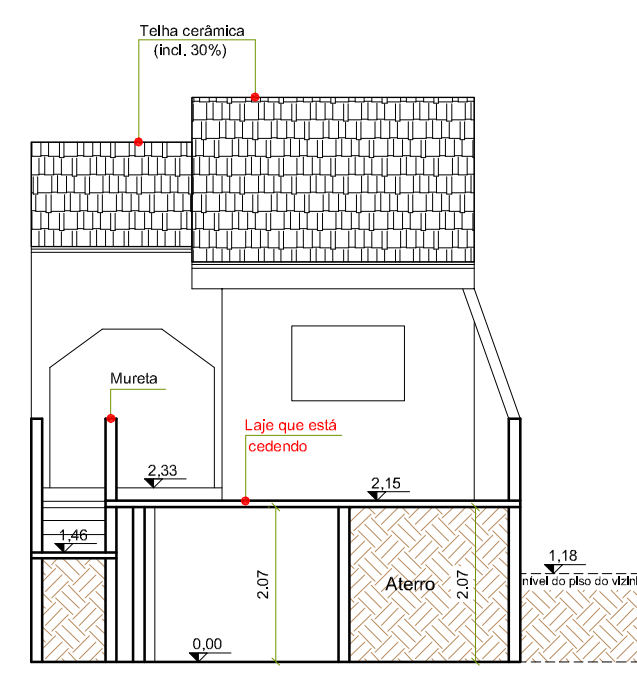 Telha cerâmica
(incl. 30%)
Mureta
Laje que está
cedendo
2,33
2,15
1,46
1,18
nível do piso do vizin
2.07
Aterro
2.07
0,00